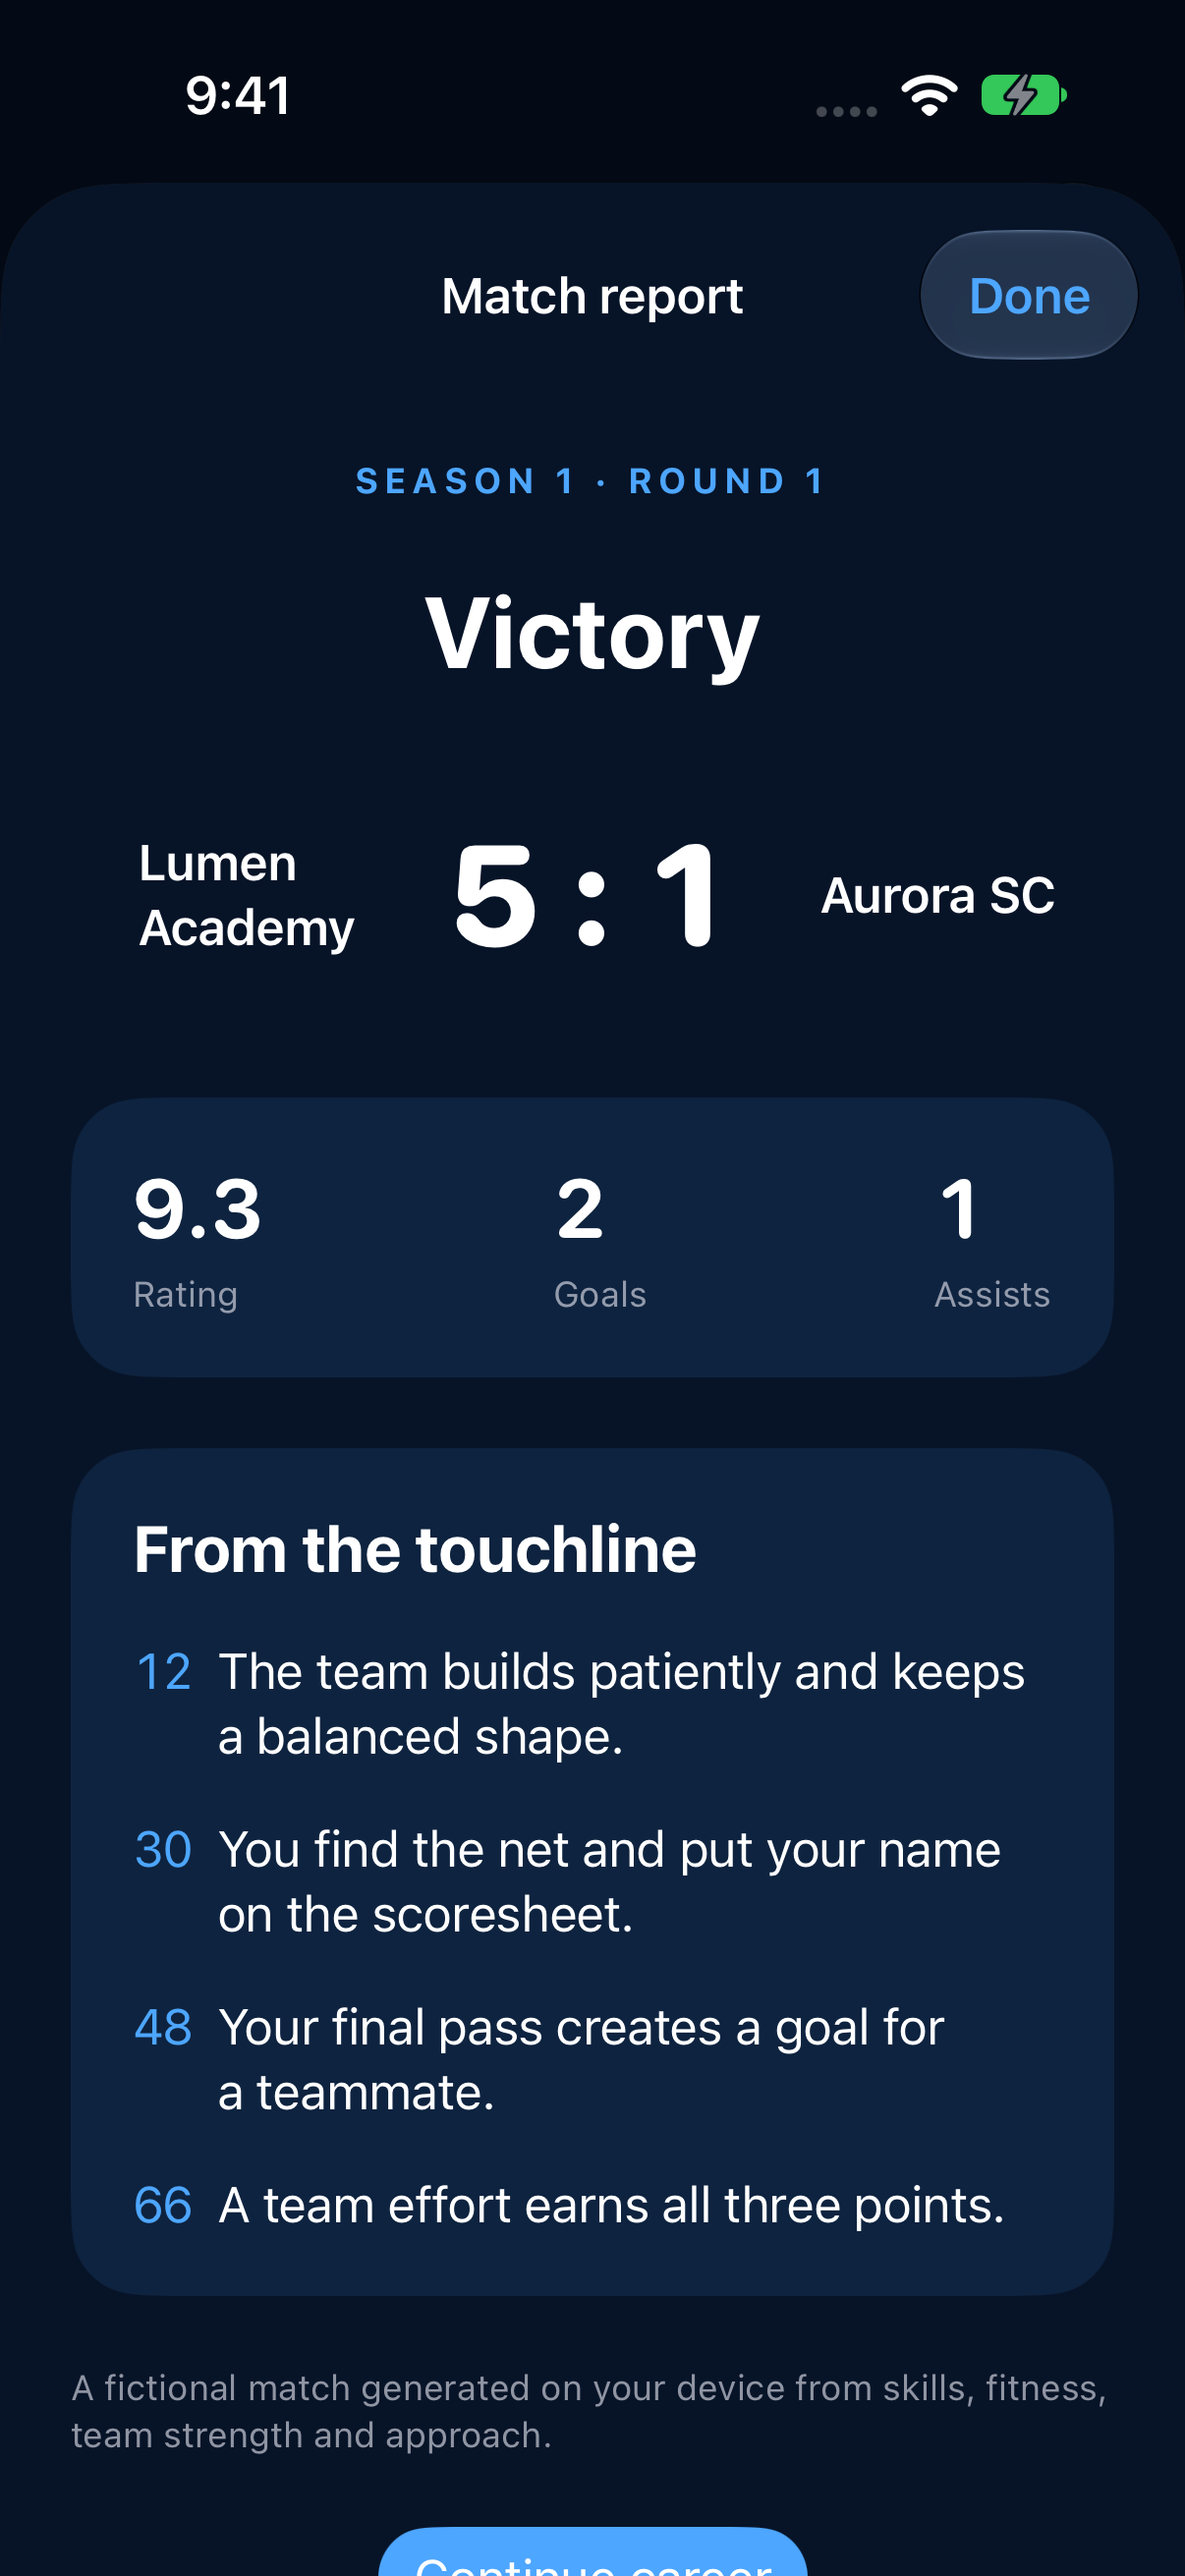 9:41
Match report
Done
SEASON 1 · ROUND 1
Victory
Lumen
Academy
5 : 1
Aurora SC
9.3
2
1
Rating
Goals
Assists
From the touchline
12 The team builds patiently and keeps
a balanced shape.
30 You find the net and put your name
on the scoresheet.
48 Your final pass creates a goal for
a teammate.
66 A team effort earns all three points.
A fictional match generated on your device from skills, fitness,
team strength and approach.
Continue career